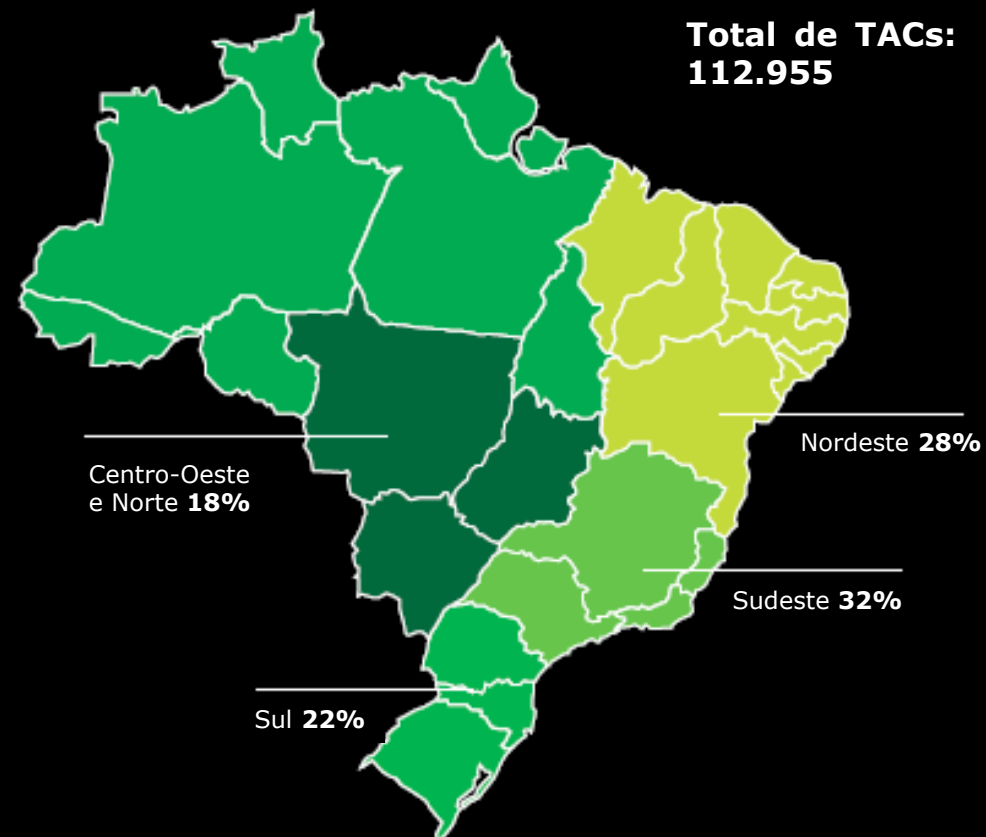 Total de TACs:
112.955
Nordeste 28%
Centro-Oeste
e Norte 18%
Sudeste 32%
Sul 22%